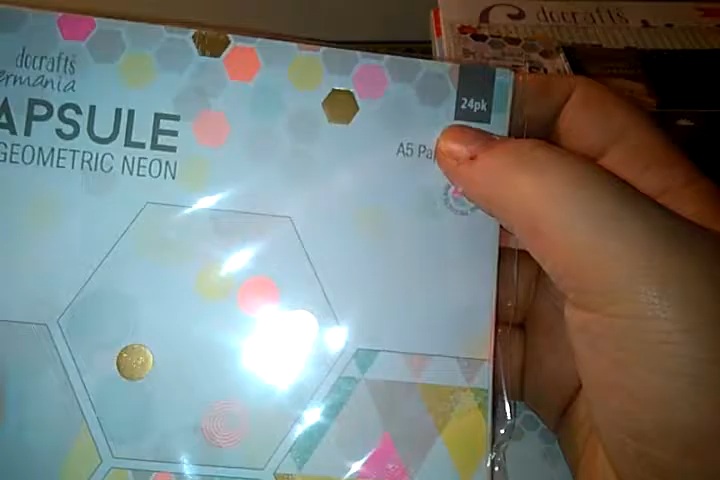 docrafts
ermania
APSULE
GEOMETRIC NEON
24pk
A5 Pa
docrafts